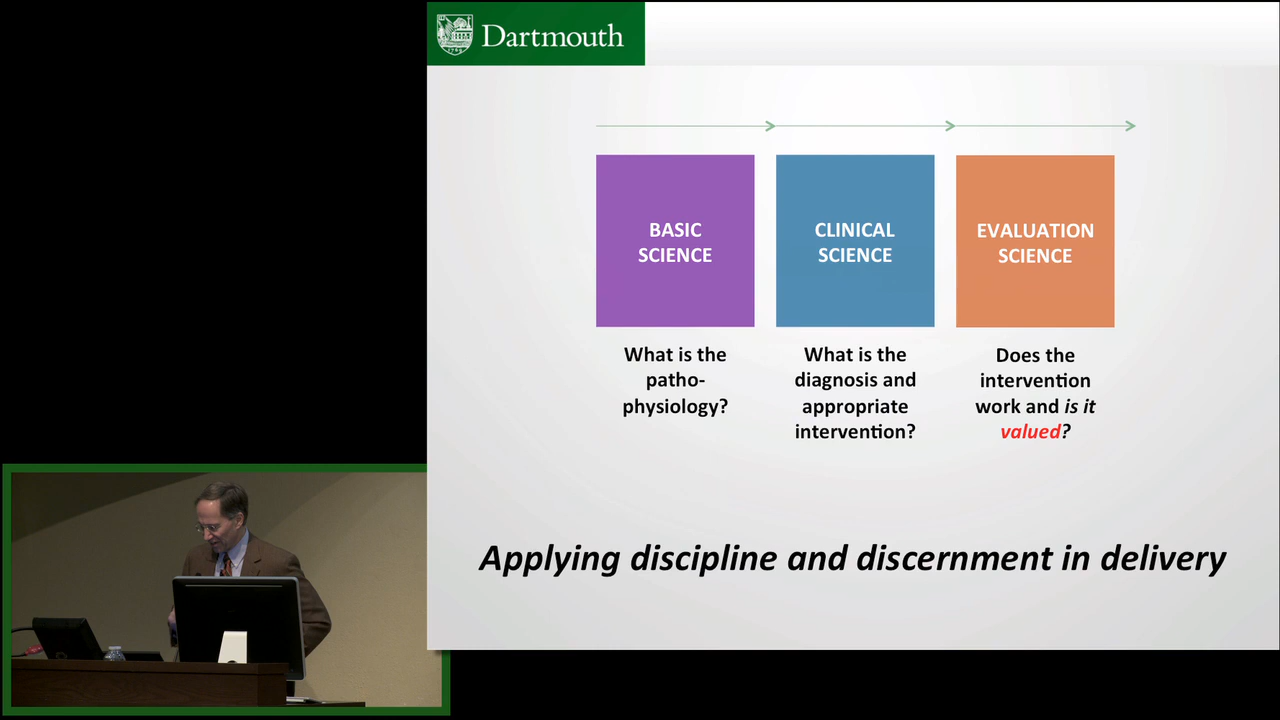 Dartmouth
BASIC
SCIENCE
What is the
patho-
physiology?
CLINICAL
SCIENCE
What is the
diagnosis and
appropriate
intervention?
EVALUATION
SCIENCE
Does the
intervention
work and is it
valued?
Applying discipline and discernment in delivery